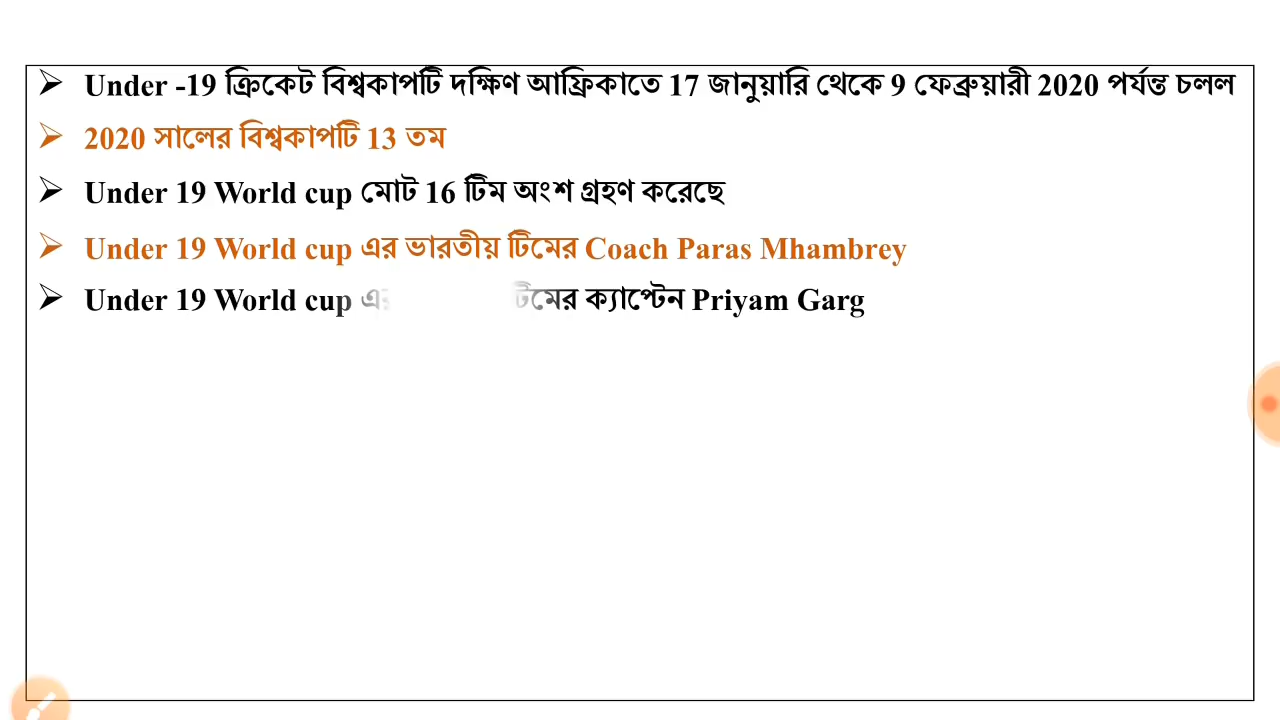 Under -19 ক্রিকেট বিশ্বকাপটি দক্ষিণ আফ্রিকাতে 17 জানুয়ারি থেকে 9 ফেব্রুয়ারী 2020 পর্যন্ত চলল
2020 সালের বিশ্বকাপটি 13 তম
Under 19 World cup মোট 16 টিম অংশ গ্রহণ করেছে
Under 19 World cup এর ভারতীয় টিমের Coach Paras Mhambrey
Under 19 World cup এর টিমের ক্যাপ্টেন Priyam Garg